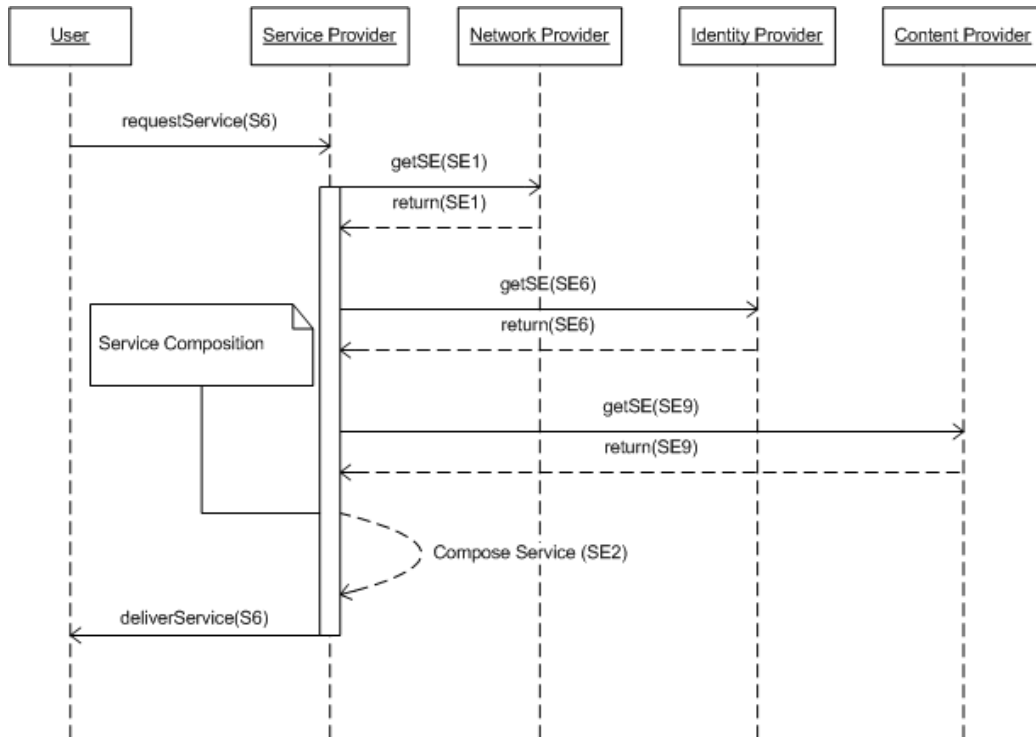 User
Service Provider
Network Provider
Identity Provider
Content Provider
requestService(S6)
getSE(SE1)
return(SE1)
getSE(SE6)
return(SE6)
Service Composition
getSE(SE9)
return(SE9)
Compose Service (SE2)
deliverService(S6)